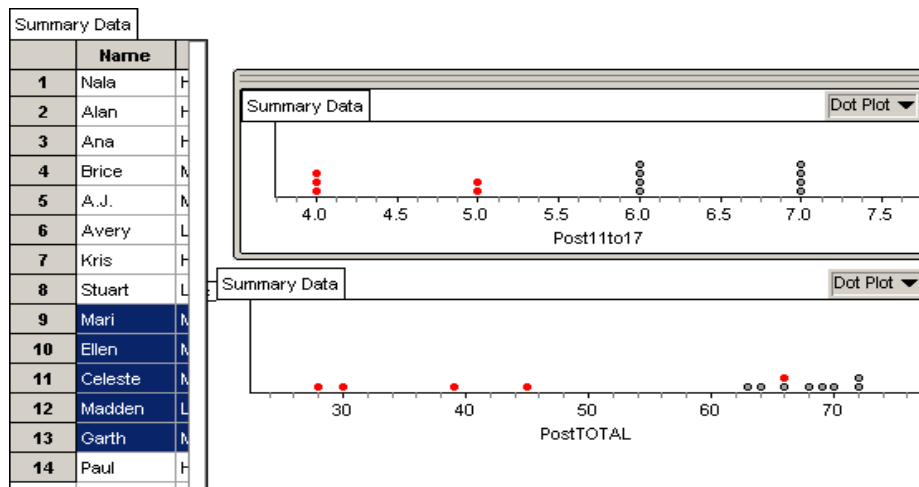 Summary Data
Name
1 Nala H
2 Alan H
3 Ana H
4 Brice M
5 A.J. M
6 Avery L
7 Kris H
8 Stuart L
9 Mari M
10 Ellen M
11 Celeste M
12 Madden L
13 Garth M
14 Paul H
Summary Data Dot Plot
4.0 4.5 5.0 5.5 6.0 6.5 7.0 7.5
Post11to17
Summary Data Dot Plot
30 40 50 60 70
PostTOTAL